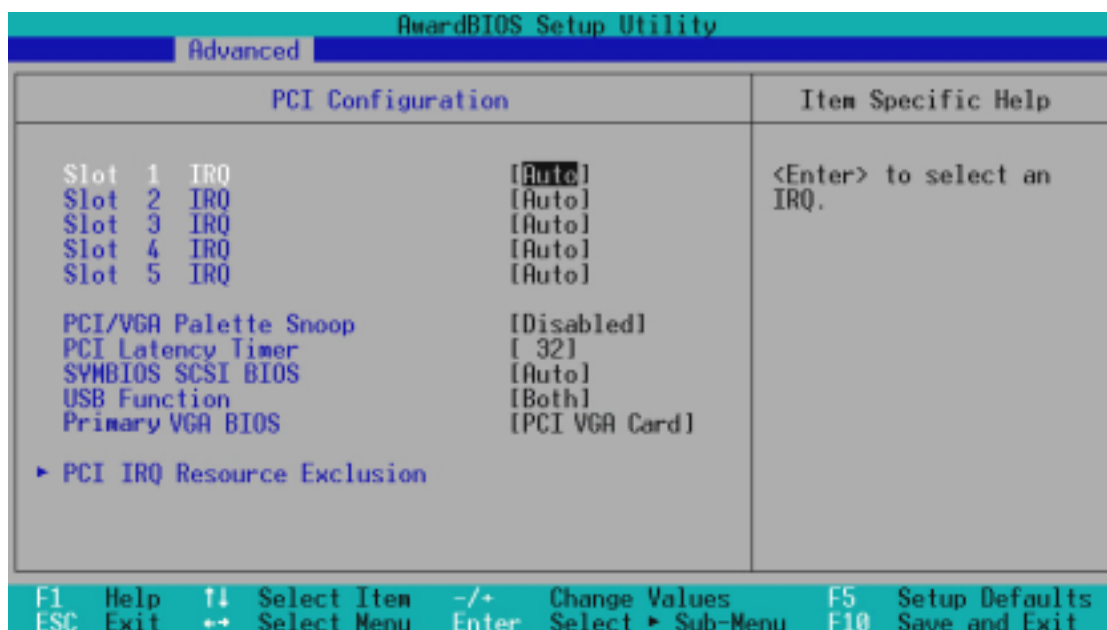 AwardBIOS Setup Utility
Advanced
PCI Configuration
Item Specific Help
Slot 1 IRQ [Auto]
Slot 2 IRQ [Auto]
Slot 3 IRQ [Auto]
Slot 4 IRQ [Auto]
Slot 5 IRQ [Auto]
PCI/VGA Palette Snoop [Disabled]
PCI Latency Timer [ 32]
SYMBIOS SCSI BIOS [Auto]
USB Function [Both]
Primary VGA BIOS [PCI VGA Card]
► PCI IRQ Resource Exclusion
<Enter> to select an
IRQ.
F1 Help ↑↓ Select Item -/+ Change Values F5 Setup Defaults
ESC Exit ←→ Select Menu Enter Select ► Sub-Menu F10 Save and Exit